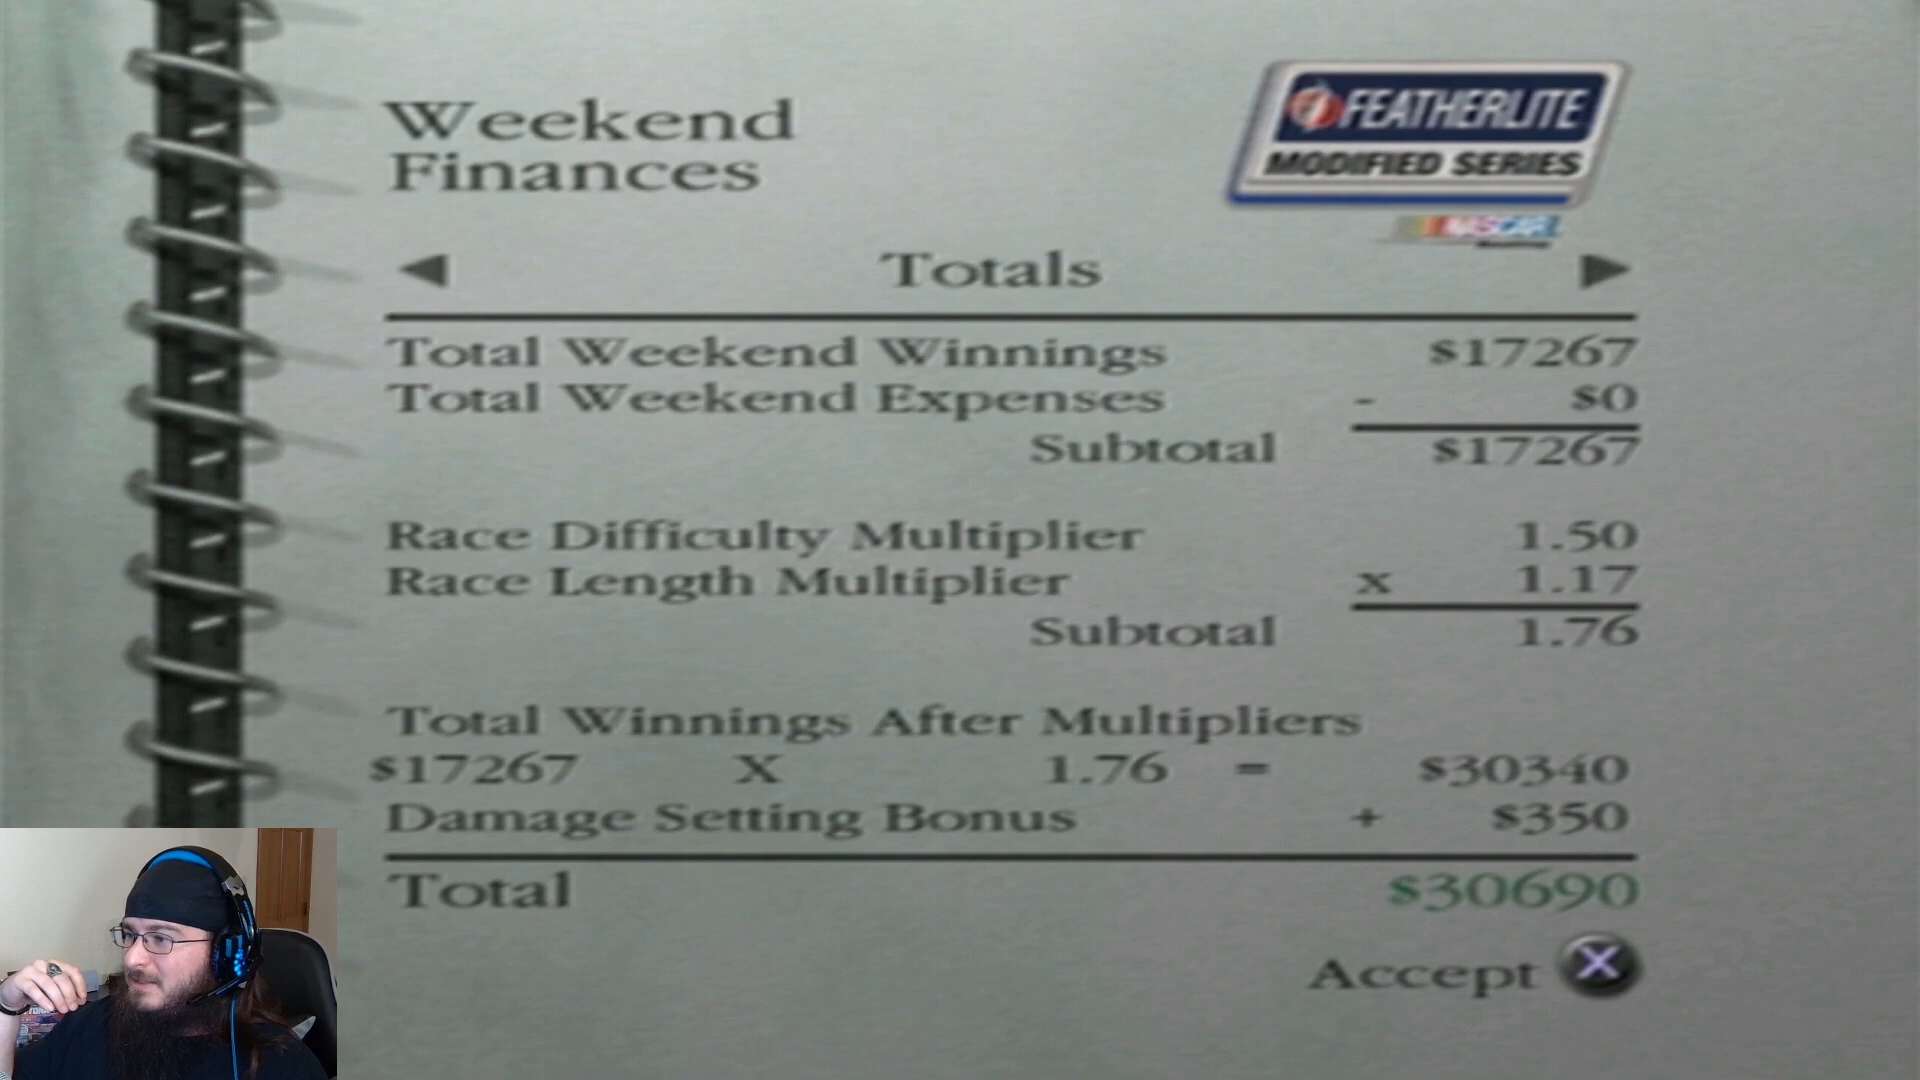 Weekend
Finances
FEATHERLITE
MODIFIED SERIES
NASCAR
Totals
Total Weekend Winnings $17267
Total Weekend Expenses - $0
Subtotal $17267
Race Difficulty Multiplier 1.50
Race Length Multiplier x 1.17
Subtotal 1.76
Total Winnings After Multipliers
$17267 X 1.76 = $30340
Damage Setting Bonus + $350
Total $30690
Accept X